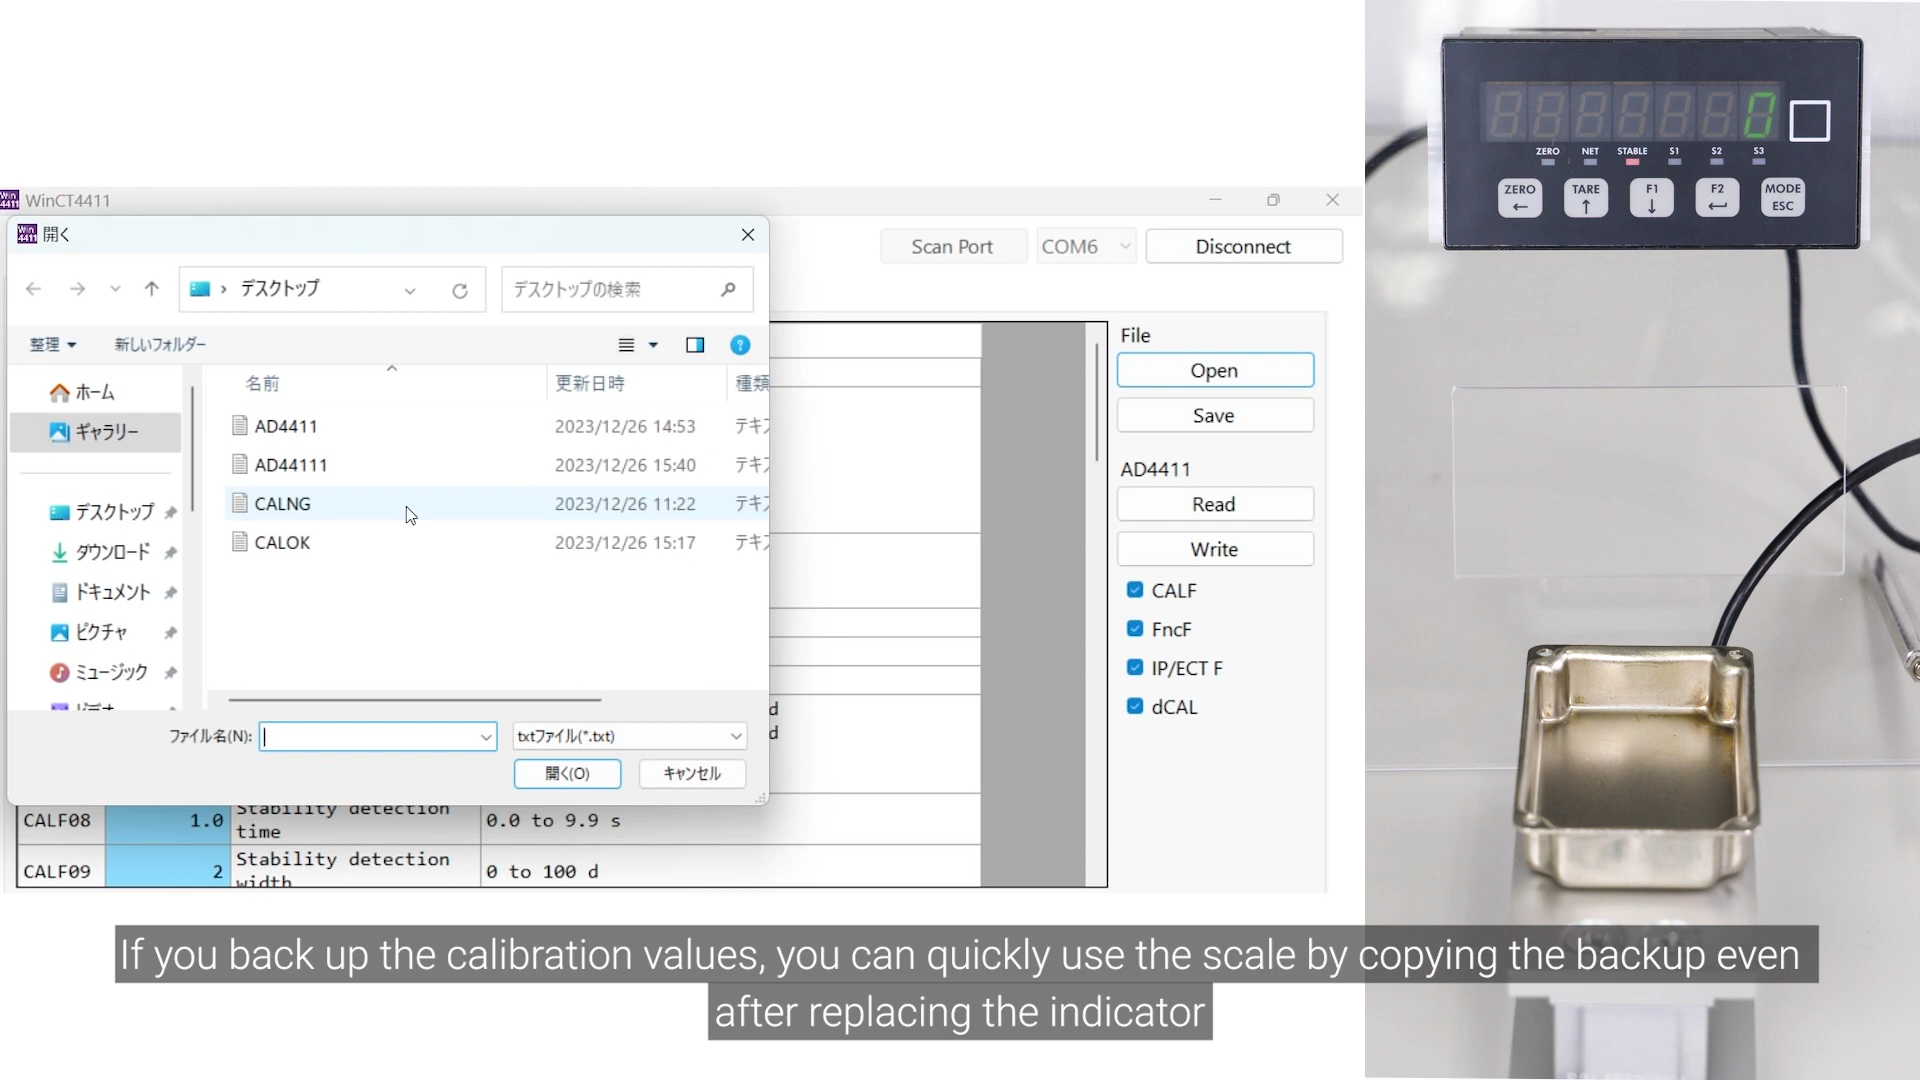 WinCT4411
開く
デスクトップ
デスクトップの検索
整理
新しいフォルダー
名前
更新日時
種類
ホーム
ギャラリー
デスクトップ
ダウンロード
ドキュメント
ピクチャ
ミュージック
AD4411 2023/12/26 14:53
AD44111 2023/12/26 15:40
CALNG 2023/12/26 11:22
CALOK 2023/12/26 15:17
ファイル名(N):
txtファイル(*.txt)
開く(O)
キャンセル
Scan Port
COM6
Disconnect
File
Open
Save
AD4411
Read
Write
CALF
FncF
IP/ECT F
dCAL
d
d
CALF08 1.0 Stability detection time 0.0 to 9.9 s
CALF09 2 Stability detection width 0 to 100 d
0
ZERO NET STABLE S1 S2 S3
ZERO TARE F1 F2 MODE
ESC
If you back up the calibration values, you can quickly use the scale by copying the backup even
after replacing the indicator